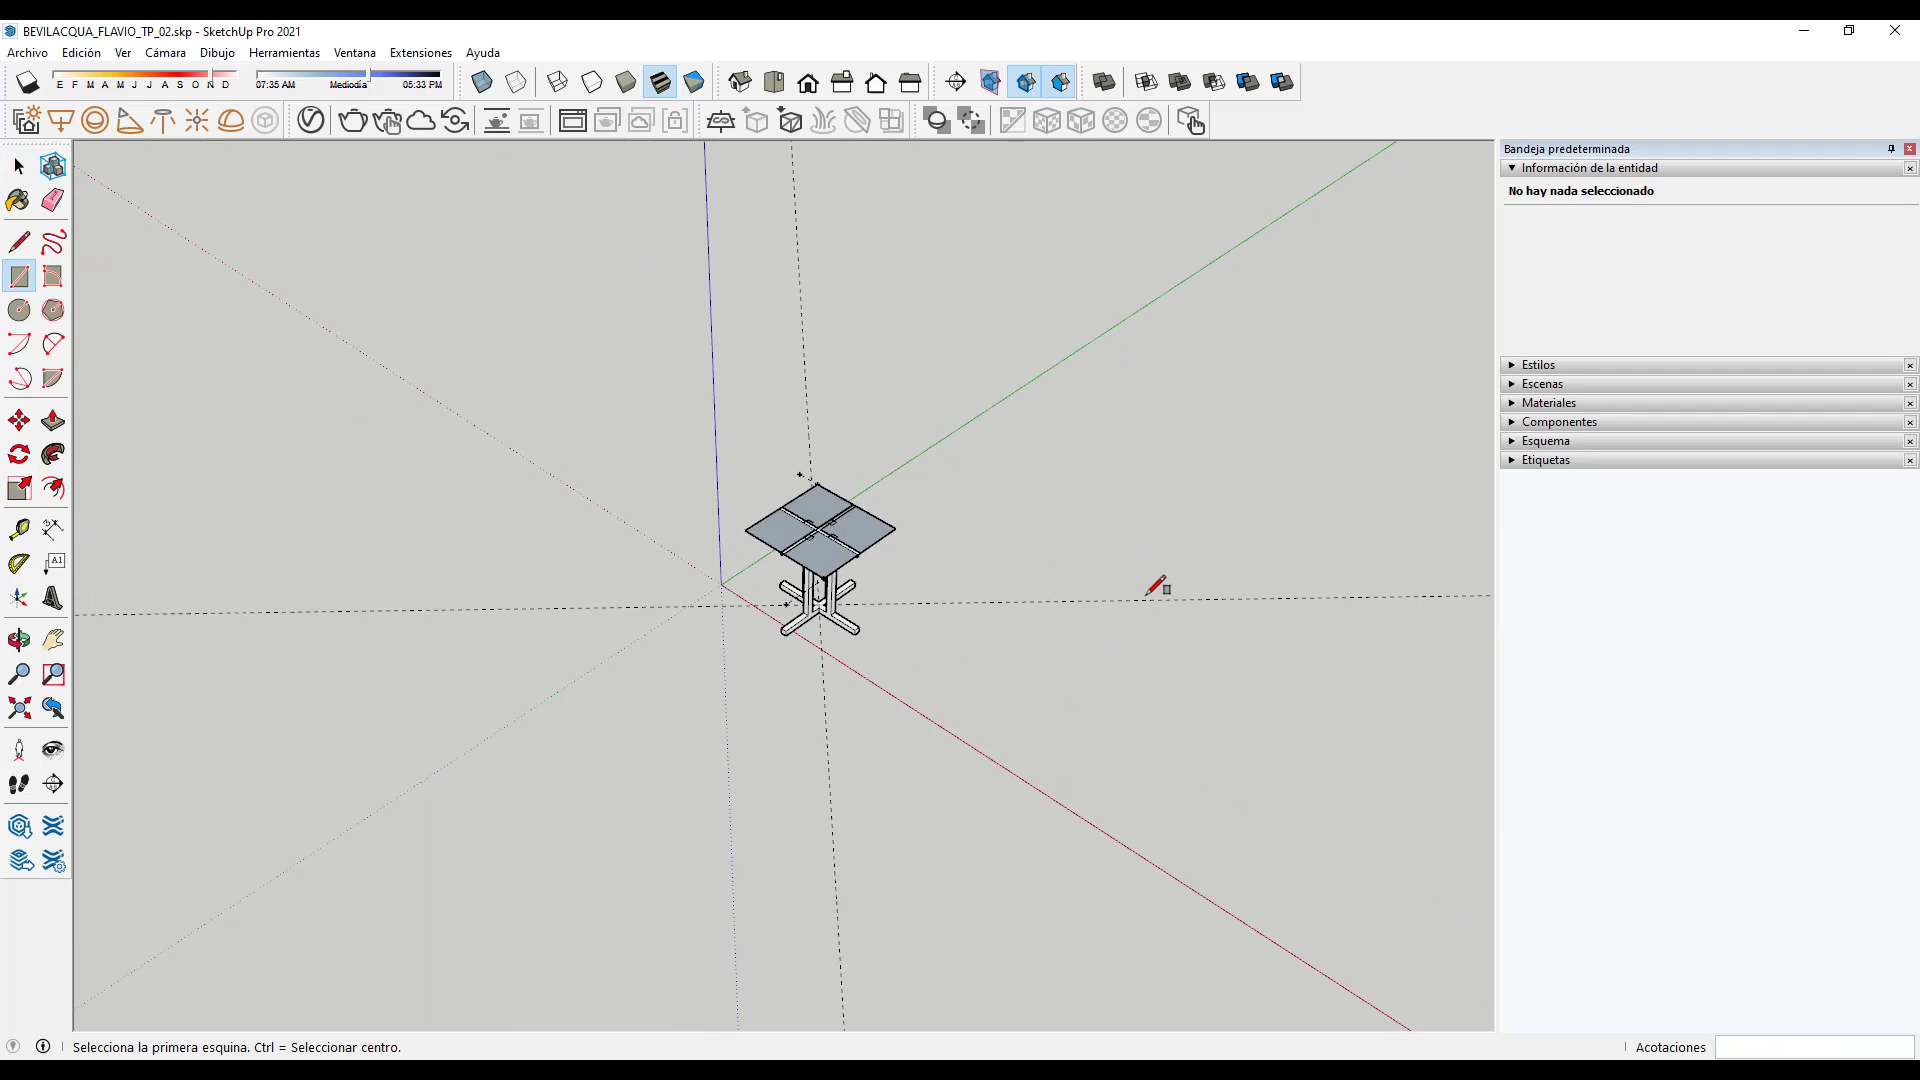 BEVILACQUA_FLAVIO_TP_02.skp - SketchUp Pro 2021
Archivo Edición Ver Cámara Dibujo Herramientas Ventana Extensiones Ayuda
E F M A M J J A S O N D 07:35 AM Mediodía 05:33 PM
Bandeja predeterminada
Información de la entidad
No hay nada seleccionado
A1
Estilos
Escenas
Materiales
Componentes
Esquema
Etiquetas
Selecciona la primera esquina. Ctrl = Seleccionar centro.
Acotaciones